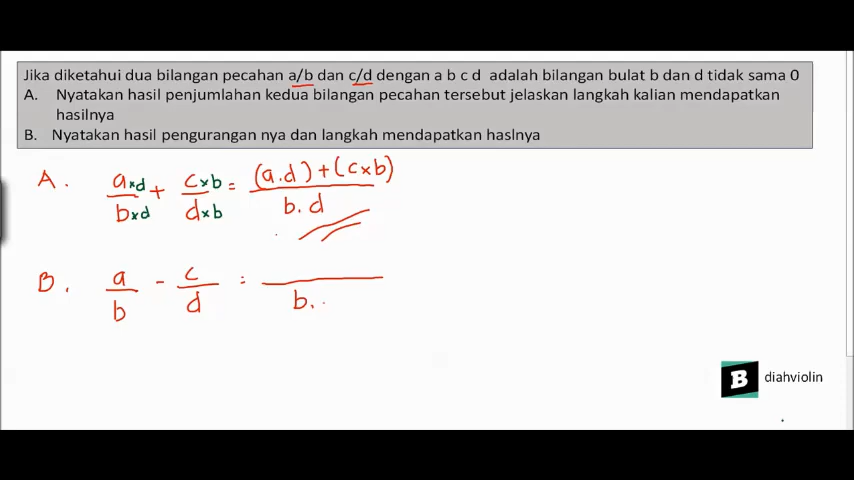 Jika diketahui dua bilangan pecahan a/b dan c/d dengan a b c d adalah bilangan bulat b dan d tidak sama 0
A. Nyatakan hasil penjumlahan kedua bilangan pecahan tersebut jelaskan langkah kalian mendapatkan
hasilnya
B. Nyatakan hasil pengurangan nya dan langkah mendapatkan haslnya
A. a×d/b×d + c×b/d×b = (a.d)+(c×b)/b.d
B. a/b - c/d = /b.
B diahviolin